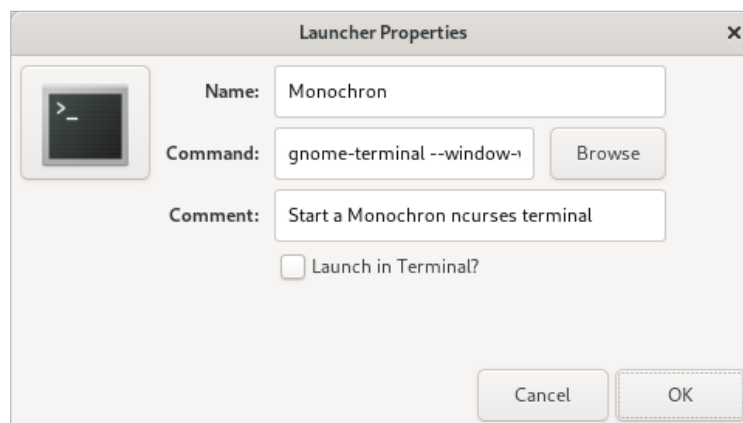 Launcher Properties
>_
Name: Monochron
Command: gnome-terminal --window- Browse
Comment: Start a Monochron ncurses terminal
Launch in Terminal?
Cancel OK